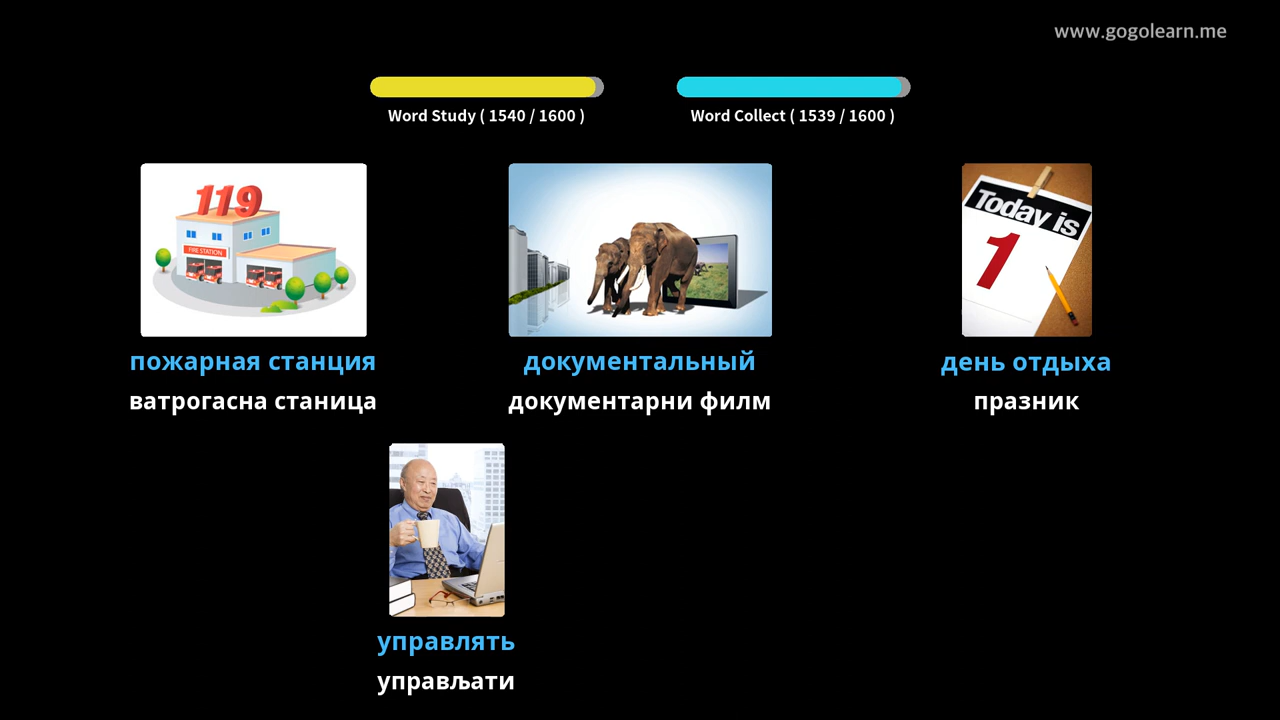 www.gogolearn.me
Word Study ( 1540 / 1600 )
Word Collect ( 1539 / 1600 )
119
FIRE STATION
Today is
1
пожарная станция
документальный
день отдыха
ватрогасна станица
документарни филм
празник
управлять
управљати